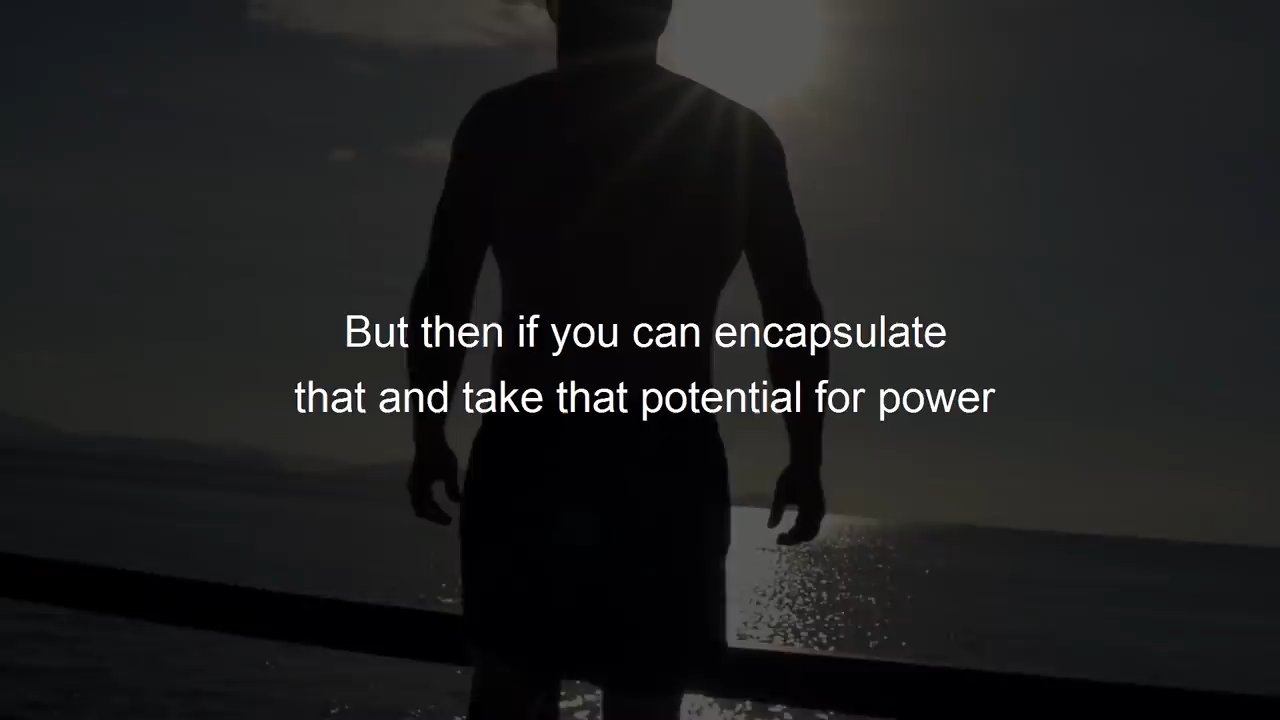 But then if you can encapsulate
that and take that potential for power